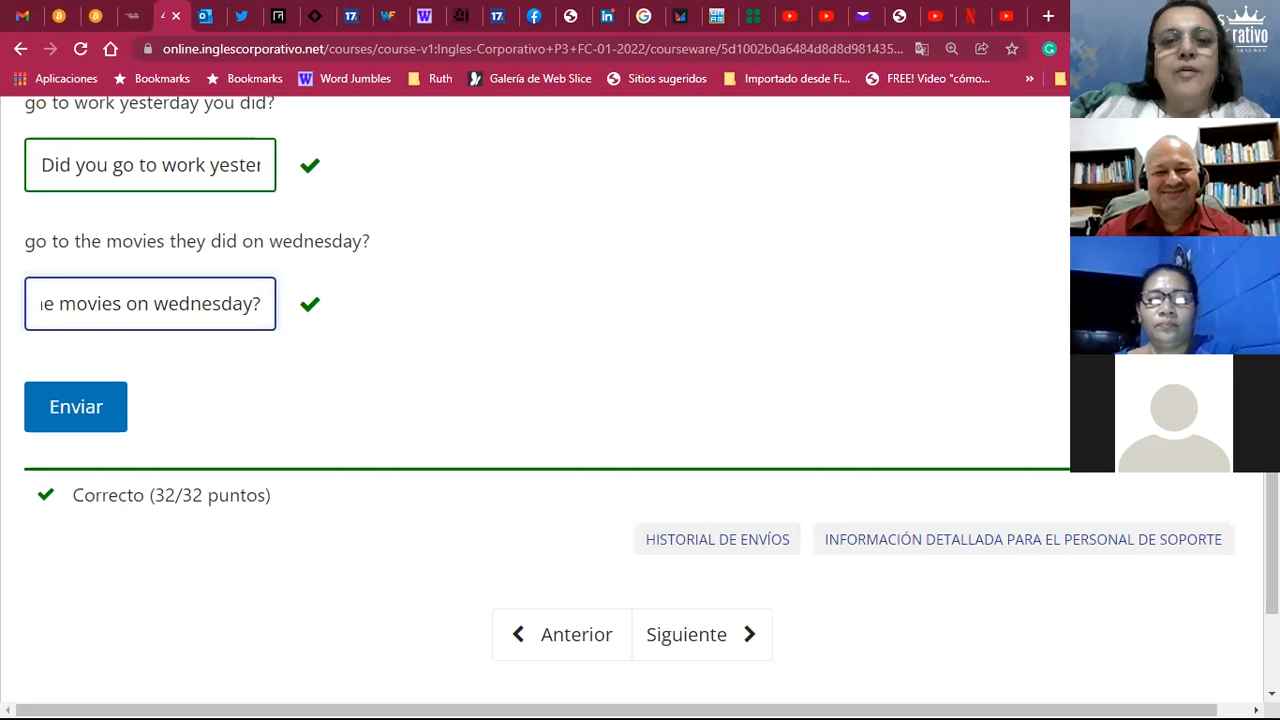 online.inglescorporativo.net/courses/course-v1:Ingles-Corporativo+P3+FC-01-2022/courseware/5d1002b0a6484d8d8d981435...
Aplicaciones Bookmarks Bookmarks Word Jumbles Ruth Galería de Web Slice Sitios sugeridos Importado desde Fi... FREE! Video "cómo... »
go to work yesterday you did?
Did you go to work yester
go to the movies they did on wednesday?
e movies on wednesday?
Enviar
Correcto (32/32 puntos)
HISTORIAL DE ENVÍOS INFORMACIÓN DETALLADA PARA EL PERSONAL DE SOPORTE
Anterior Siguiente